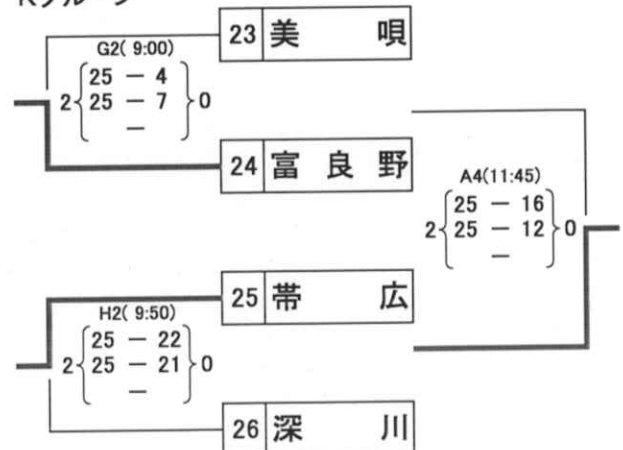 Kグループ
23 美唄
G2( 9:00)
25 － 4
2 25 － 7 0
－
24 富良野
A4(11:45)
25 － 16
2 25 － 12 0
－
25 帯広
H2( 9:50)
25 － 22
2 25 － 21 0
－
26 深川